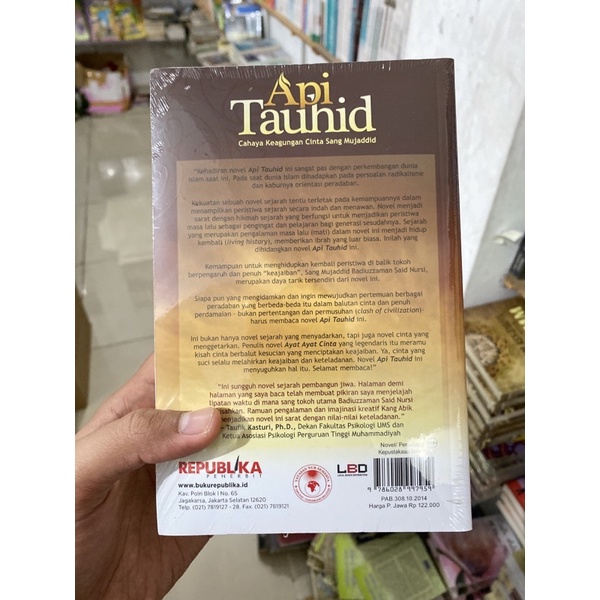 Api
Tauhid
Cahaya Keagungan Cinta Sang Mujaddid
"Kehadiran novel Api Tauhid ini sangat pas dengan perkembangan dunia
islam saat ini. Pada saat dunia Islam dihadapkan pada persoalan radikalisme
dan kaburnya orientasi peradaban.
Kekuatan sebuah novel sejarah tentu terletak pada kemampuannya dalam
menampilkan peristiwa sejarah secara indah dan menawan. Novel menjadi
sarat dengan hikmah sejarah yang berfungsi untuk menjadikan peristiwa
masa lalu sebagai pengingat dan pelajaran bagi generasi sesudahnya. Sejarah
yang merupakan pengalaman masa lalu (mati) dalam novel ini menjadi hidup
kembali (living history), memberikan ibrah yang luar biasa. Inilah yang
dihidangkan novel Api Tauhid ini.
Kemampuan untuk menghidupkan kembali peristiwa di balik tokoh
berpengaruh dan penuh "keajaiban", Sang Mujaddid Badiuzzaman Said Nursi,
merupakan daya tarik tersendiri dari novel ini.
Siapa pun yang mengidamkan dan ingin mewujudkan pertemuan berbagai
peradaban yang berbeda-beda itu dalam balutan cinta dan penuh
perdamaian - bukan pertentangan dan permusuhan (clash of civilization)-
harus membaca novel Api Tauhid ini.
Ini bukan hanya novel sejarah yang menyadarkan, tapi juga novel cinta yang
menggetarkan. Penulis novel Ayat Ayat Cinta yang legendaris itu meramu
kisah cinta berbalut kesucian yang menciptakan keajaiban. Ya, cinta yang
suci selalu melahirkan keajaiban dan keteladanan. Novel Api Tauhid ini
menyuguhkan hal itu. Selamat membaca!"
"Ini sungguh novel sejarah pembangun jiwa. Halaman demi
halaman yang saya baca telah memaksa pikiran saya menjelajah
lipatan waktu di mana sang tokoh utama Badiuzzaman Said Nursi
kisahkan. Ramuan pengalaman dan imajinasi kreatif Kang Abik
menjadikan novel ini sarat dengan nilai-nilai keteladanan."
- Taufik Kasturi, Ph.D., Dekan Fakultas Psikologi UMS dan
Ketua Asosiasi Psikologi Perguruan Tinggi Muhammadiyah
REPUBLIKA
PENERBIT
www.bukurepublika.id
Kav. Polri Blok I No. 65
Jagakarsa, Jakarta Selatan 12620
Telp. (021) 7819127 - 28. Fax. (021) 7819121
LBD
Novel/
9 786028 997959
PAB.308.10.2014
Harga P. Jawa Rp 122.000